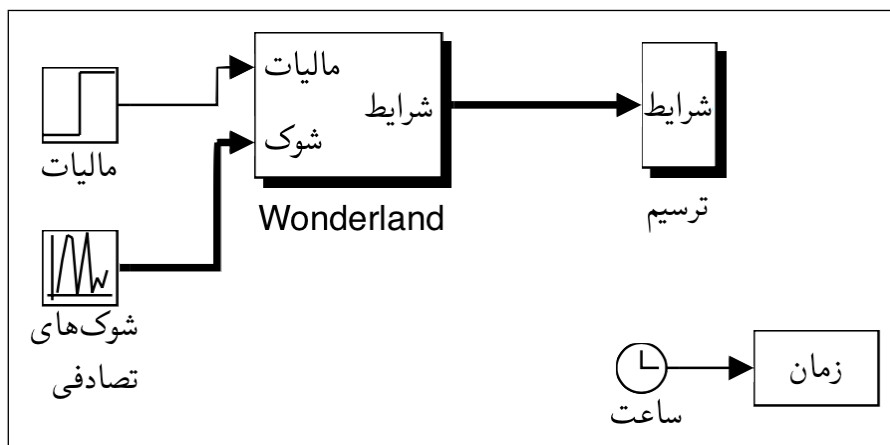 مالیات
شوک
شرایط
شرایط
مالیات
Wonderland
ترسیم
شوک‌های
تصادفی
زمان
ساعت